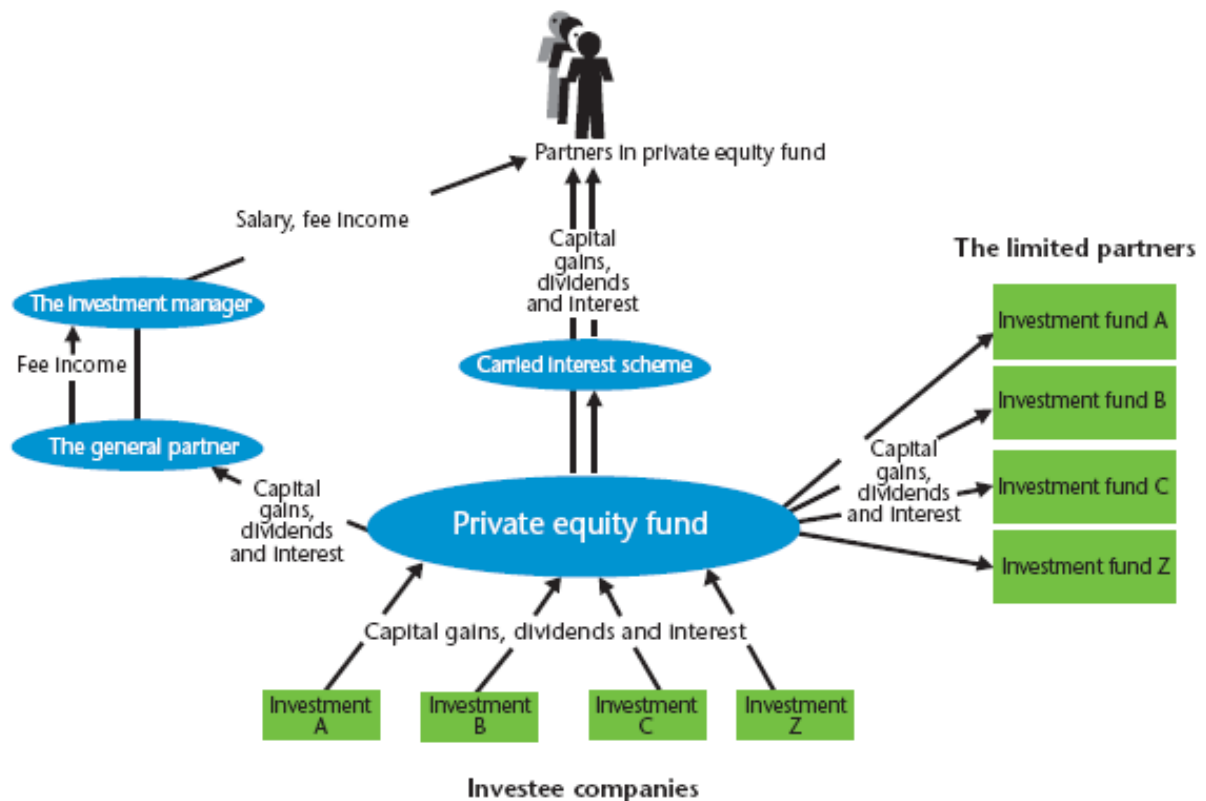 Partners in private equity fund
Salary, fee income
Capital
gains,
dividends
and interest
The limited partners
The investment manager
Fee income
The general partner
Carried interest scheme
Investment fund A
Investment fund B
Investment fund C
Investment fund Z
Capital
gains,
dividends
and interest
Capital
gains,
dividends
and interest
Private equity fund
Capital gains, dividends and interest
Investment
A
Investment
B
Investment
C
Investment
Z
Investee companies